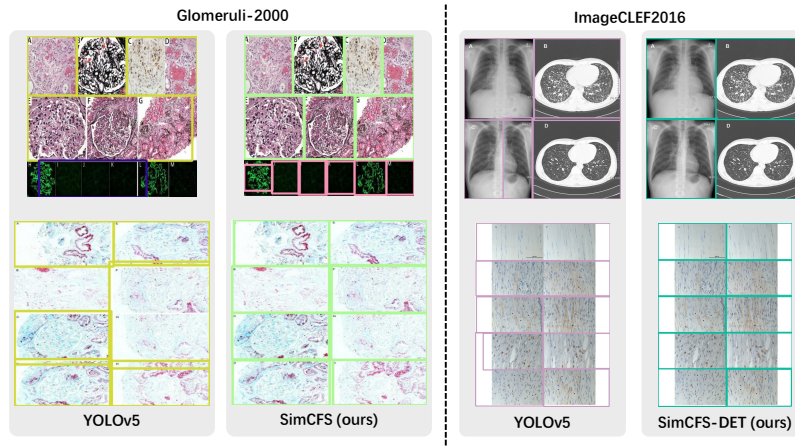 Glomeruli-2000
ImageCLEF2016
A B C D
A B C D
A B
A B
E F G
E F G
D
D
H I J K L M
M
YOLOv5
SimCFS (ours)
YOLOv5
SimCFS-DET (ours)